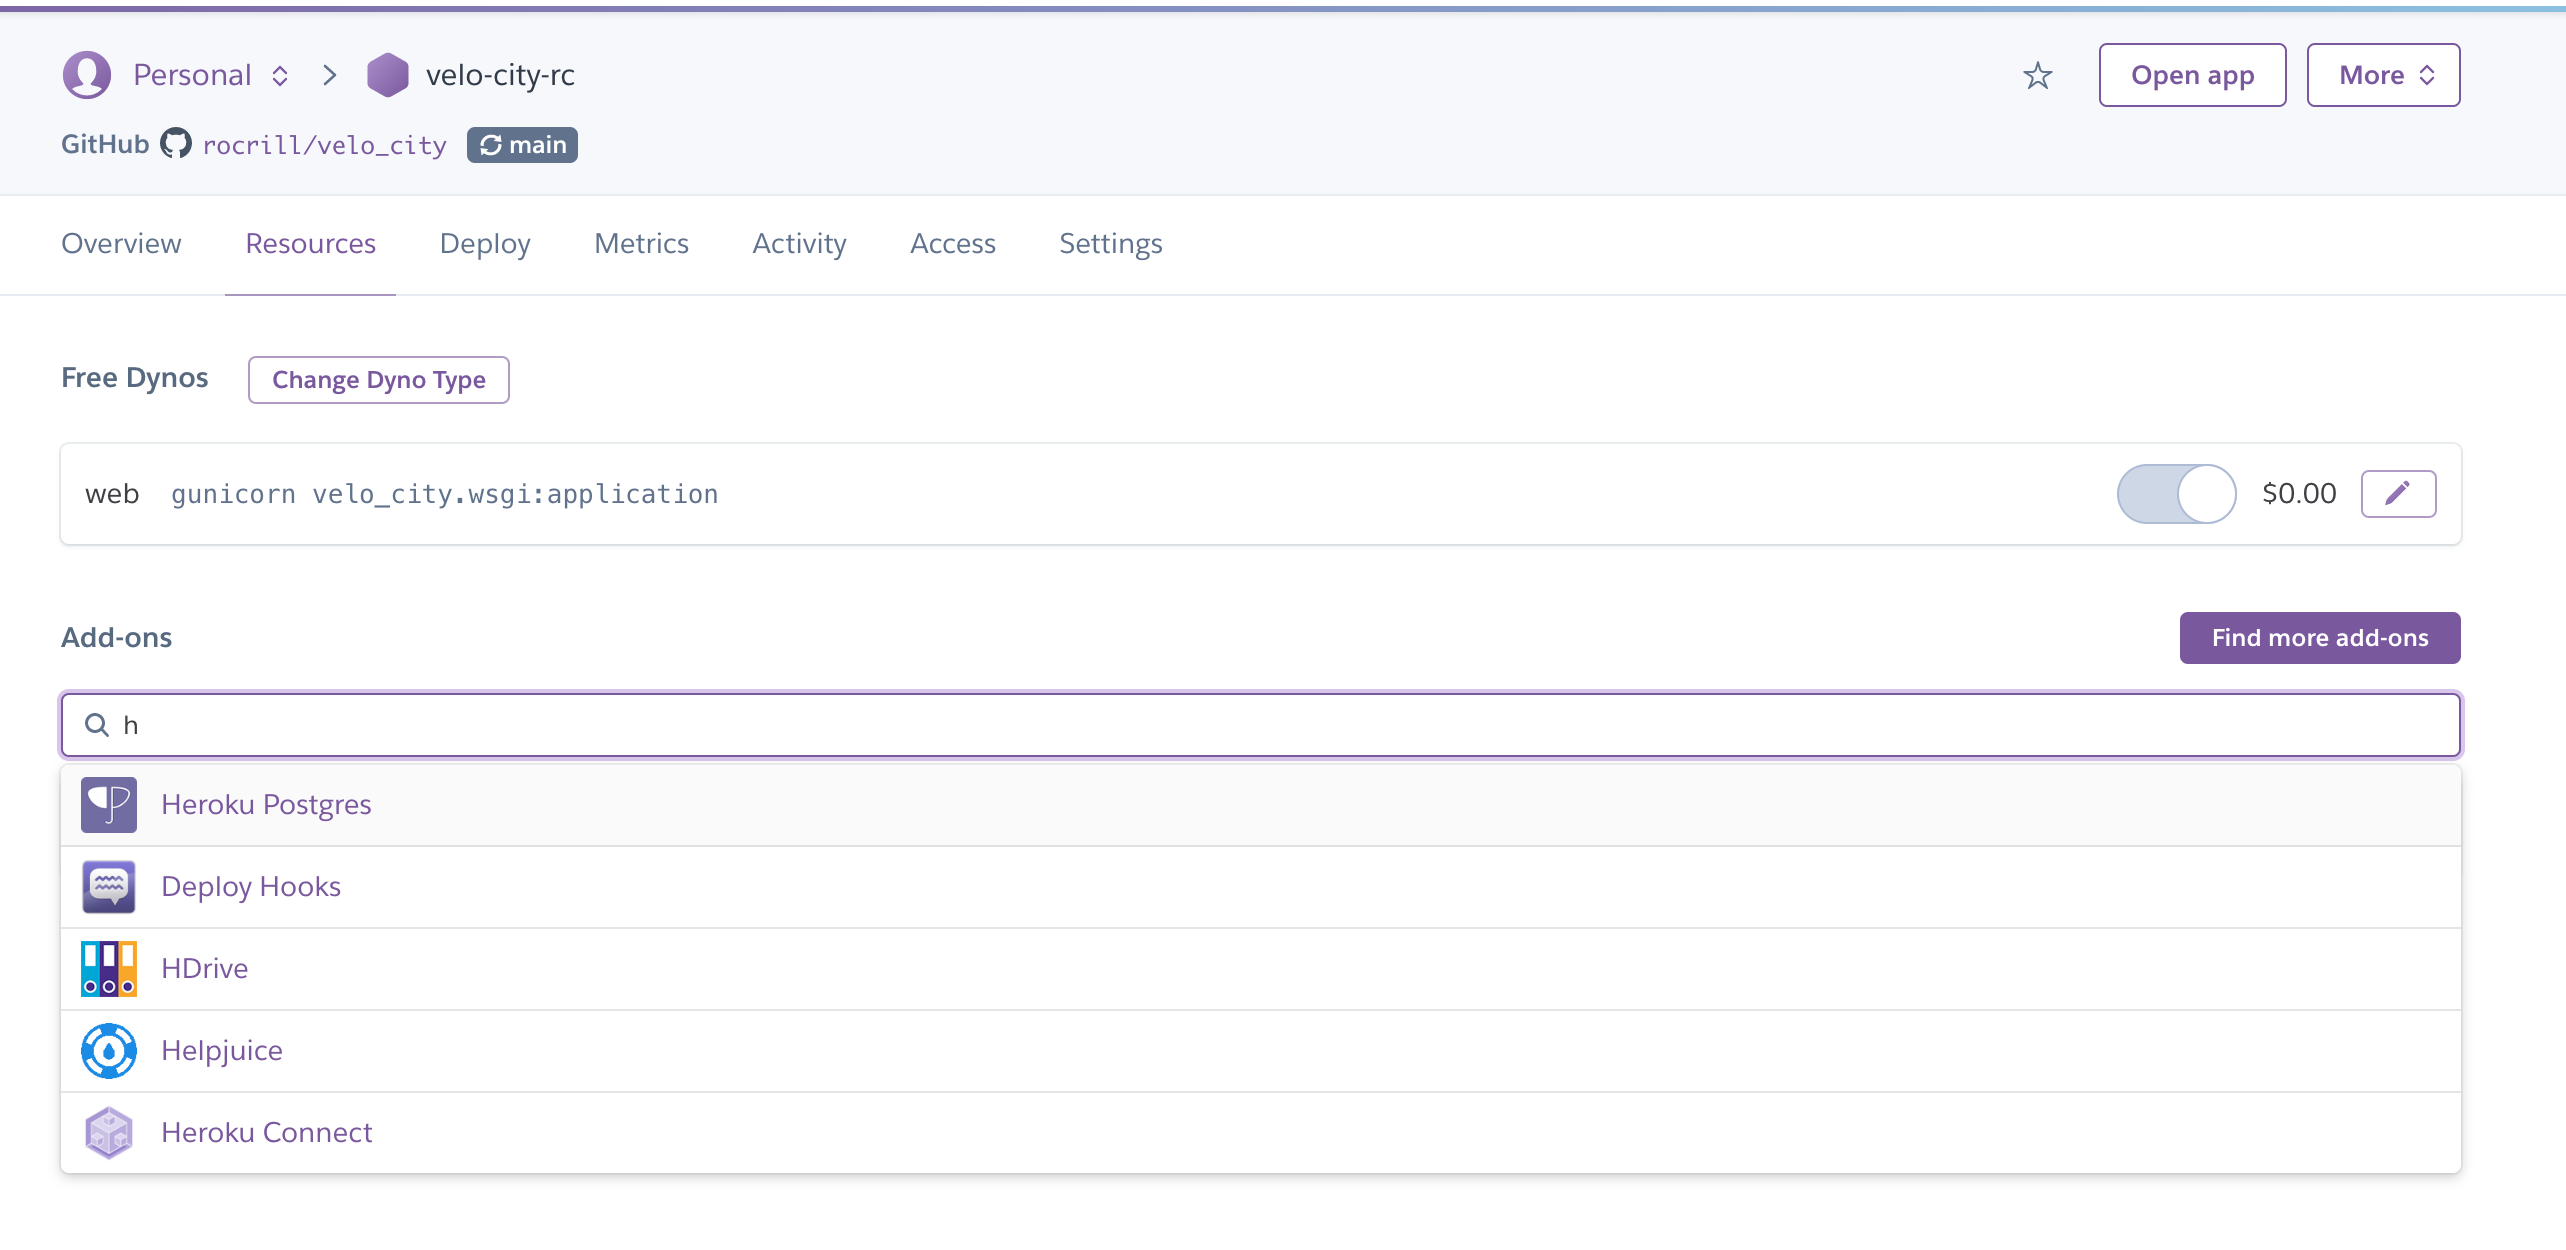 Personal > velo-city-rc
Open app
More
GitHub rocrill/velo_city main
Overview Resources Deploy Metrics Activity Access Settings
Free Dynos
Change Dyno Type
web gunicorn velo_city.wsgi:application
$0.00
Add-ons
Find more add-ons
h
Heroku Postgres
Deploy Hooks
HDrive
Helpjuice
Heroku Connect